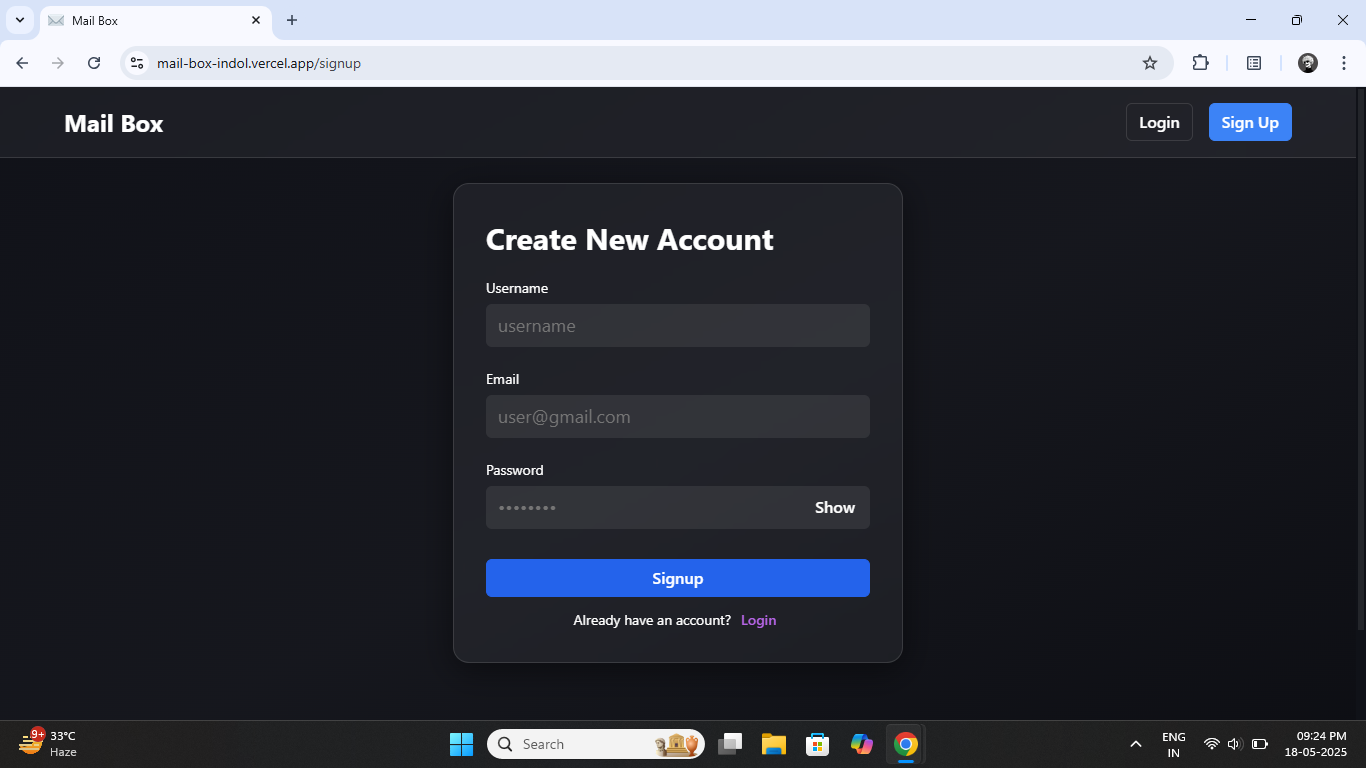 Mail Box
mail-box-indol.vercel.app/signup
Mail Box
Login
Sign Up
Create New Account
Username
username
Email
user@gmail.com
Password
••••••••
Show
Signup
Already have an account? Login
9+
33°C
Haze
Search
ENG
IN
09:24 PM
18-05-2025